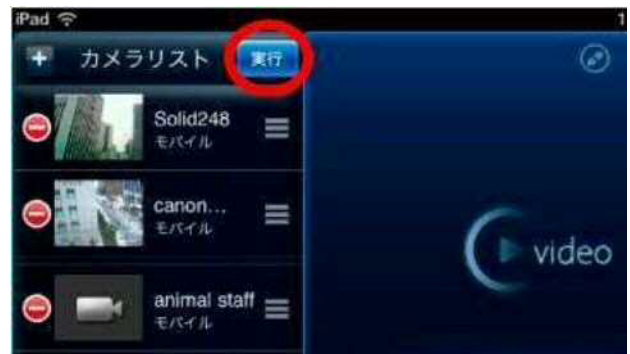 iPad
1
カメラリスト
実行
Solid248
モバイル
canon...
モバイル
animal staff
モバイル
video